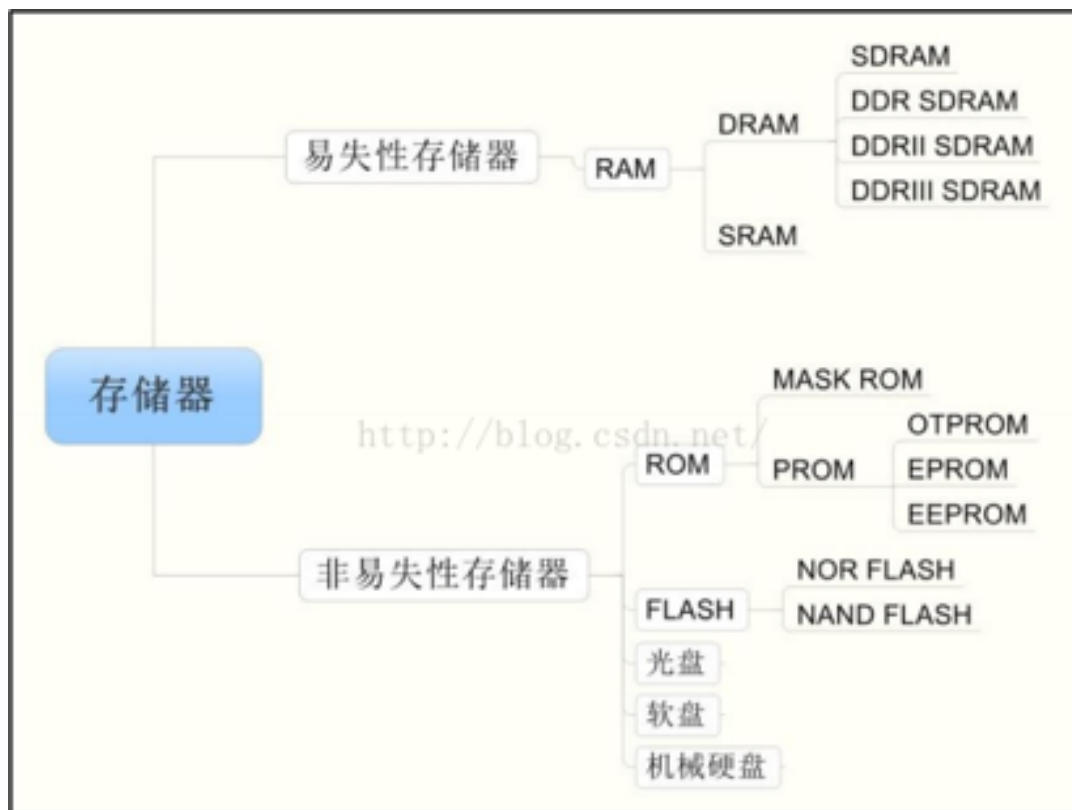 SDRAM
DDR SDRAM
DRAM
DDRII SDRAM
DDRIII SDRAM
易失性存储器
RAM
SRAM
存储器
MASK ROM
http://blog.csdn.net/
ROM
PROM
OTPROM
EPROM
EEPROM
非易失性存储器
NOR FLASH
FLASH
NAND FLASH
光盘
软盘
机械硬盘